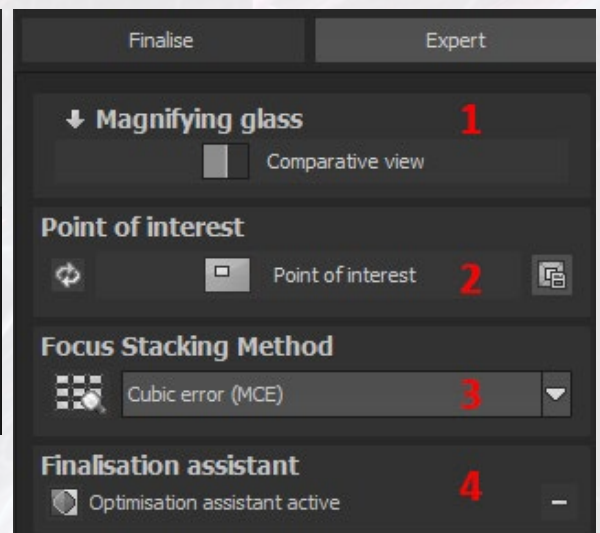 Finalise Expert
Magnifying glass 1
Comparative view
Point of interest
Point of interest 2
Focus Stacking Method
Cubic error (MCE) 3
Finalisation assistant
Optimisation assistant active 4